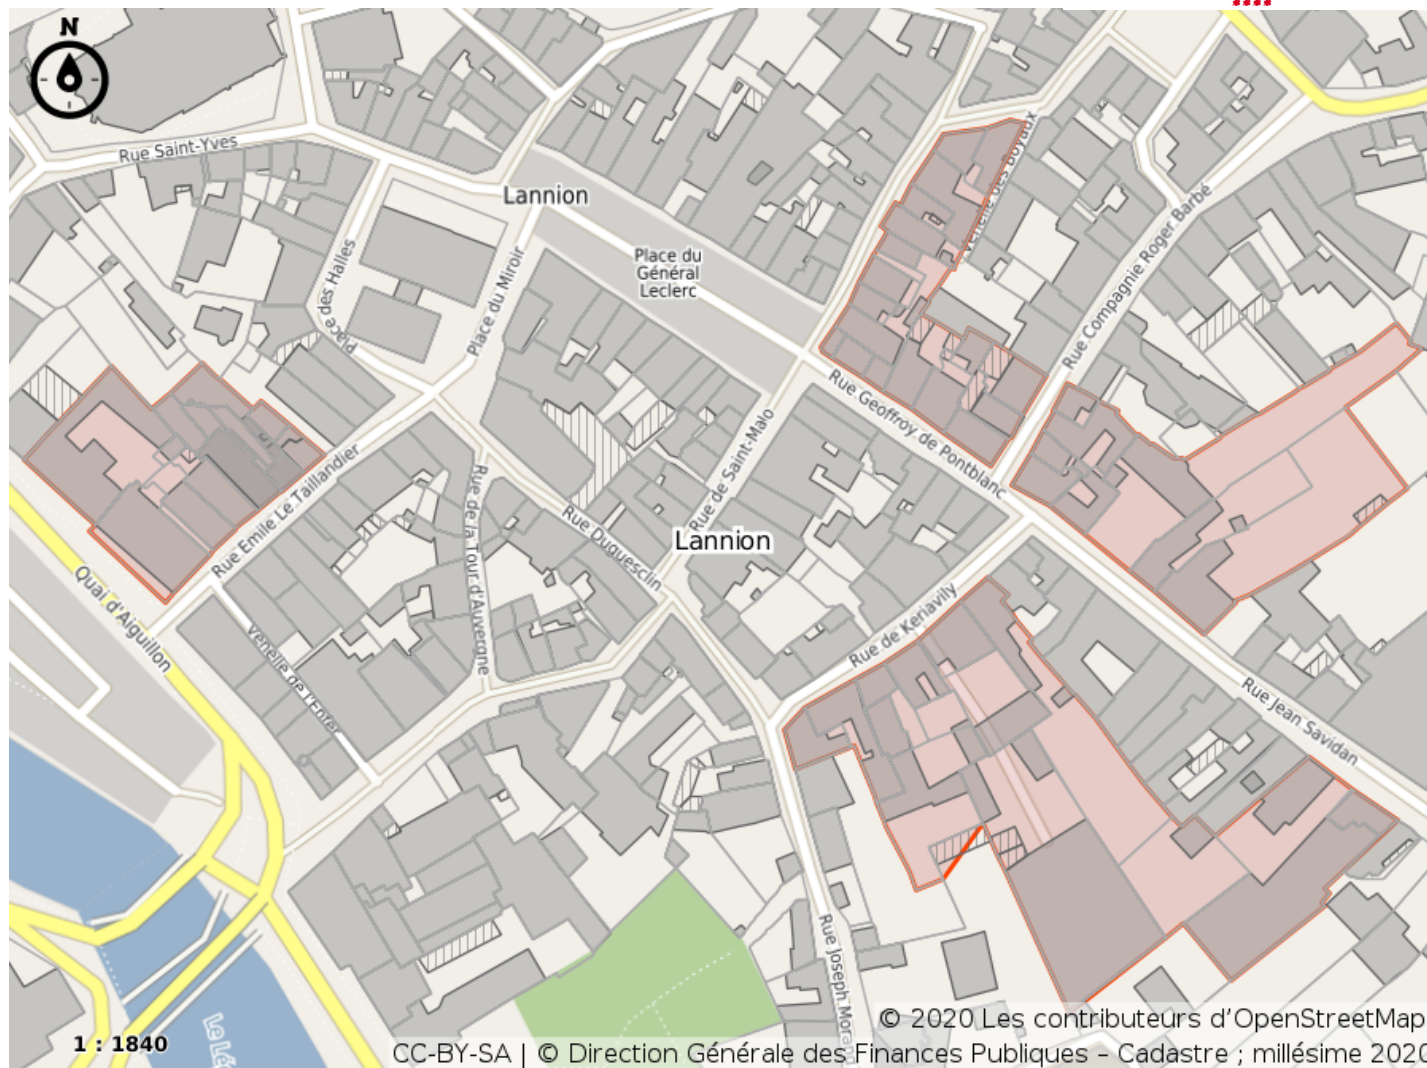 N
Rue Saint-Yves
Lannion
Place des Halles
Place du Miroir
Place du
Général
Leclerc
Venelle des Boyaux
Rue Compagnie Roger Barbé
Rue Geoffroy de Pontblanc
Rue de Saint-Malo
Rue Emile Le Taillandier
Rue de la Tour d'Auvergne
Rue Duguesclin
Lannion
Quai d'Aiguillon
Venelle de l'Enfer
Rue de Keriavily
Rue Jean Savidan
Rue Joseph Morand
Le Lé
1 : 1840
© 2020 Les contributeurs d'OpenStreetMap
CC-BY-SA | © Direction Générale des Finances Publiques – Cadastre ; millésime 2020